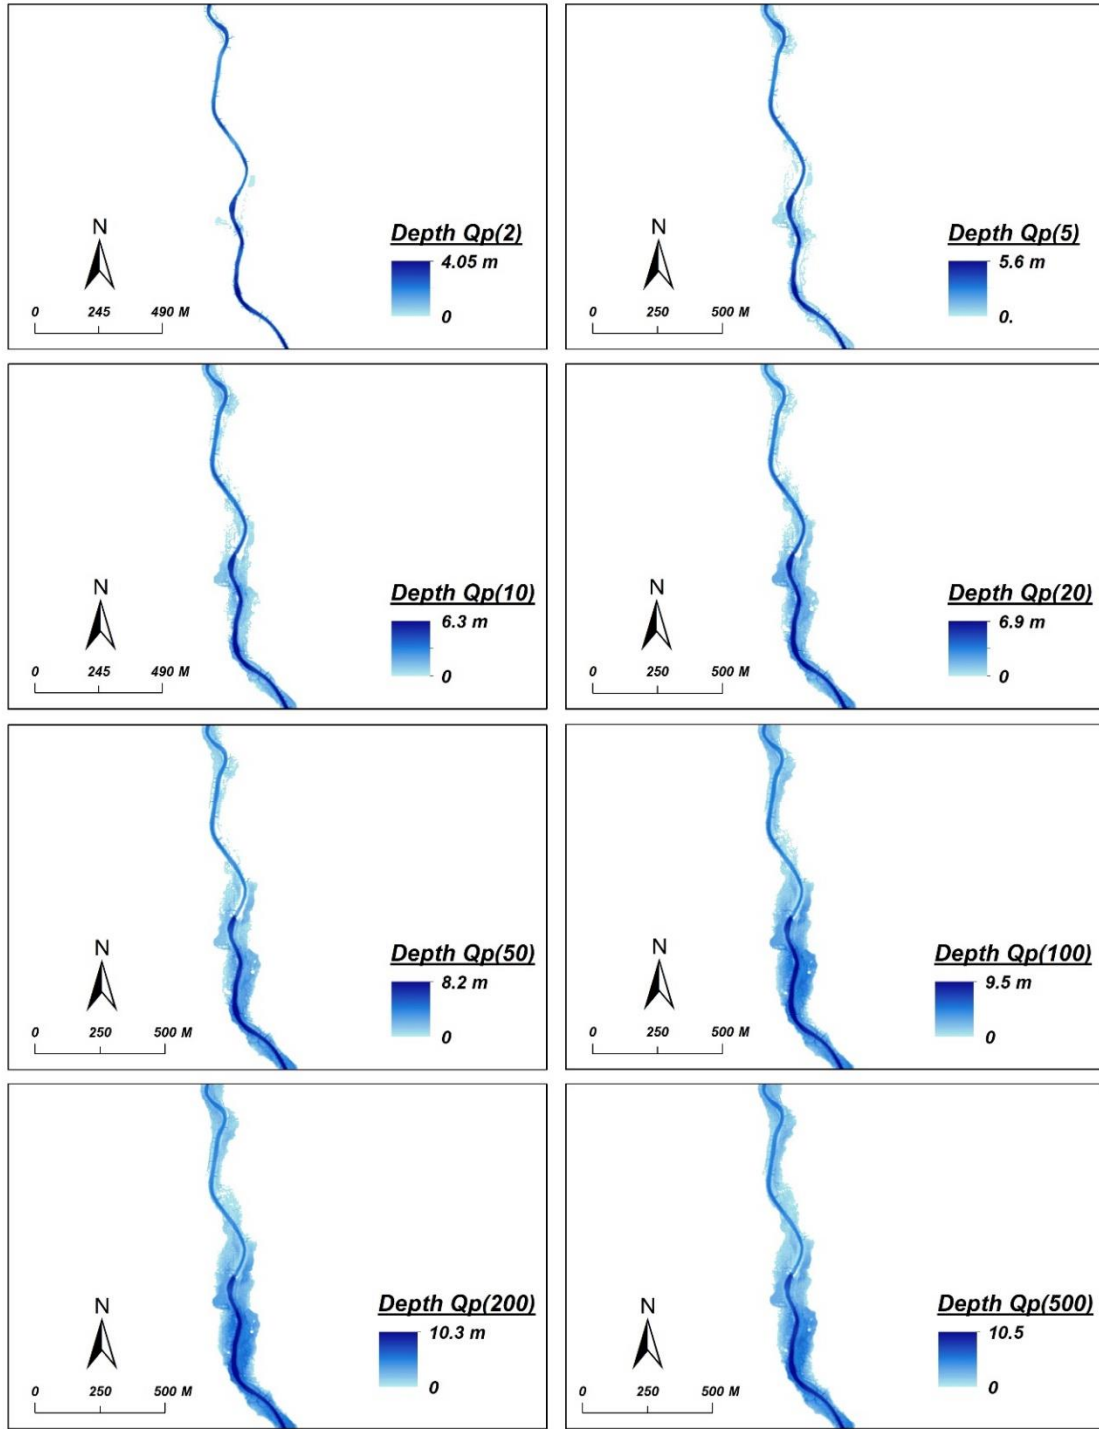 N
Depth Qp(2)
4.05 m
0
0 245 490 M
N
Depth Qp(5)
5.6 m
0.
0 250 500 M
N
Depth Qp(10)
6.3 m
0
0 245 490 M
N
Depth Qp(20)
6.9 m
0
0 250 500 M
N
Depth Qp(50)
8.2 m
0
0 250 500 M
N
Depth Qp(100)
9.5 m
0
0 250 500 M
N
Depth Qp(200)
10.3 m
0
0 250 500 M
N
Depth Qp(500)
10.5
0
0 250 500 M